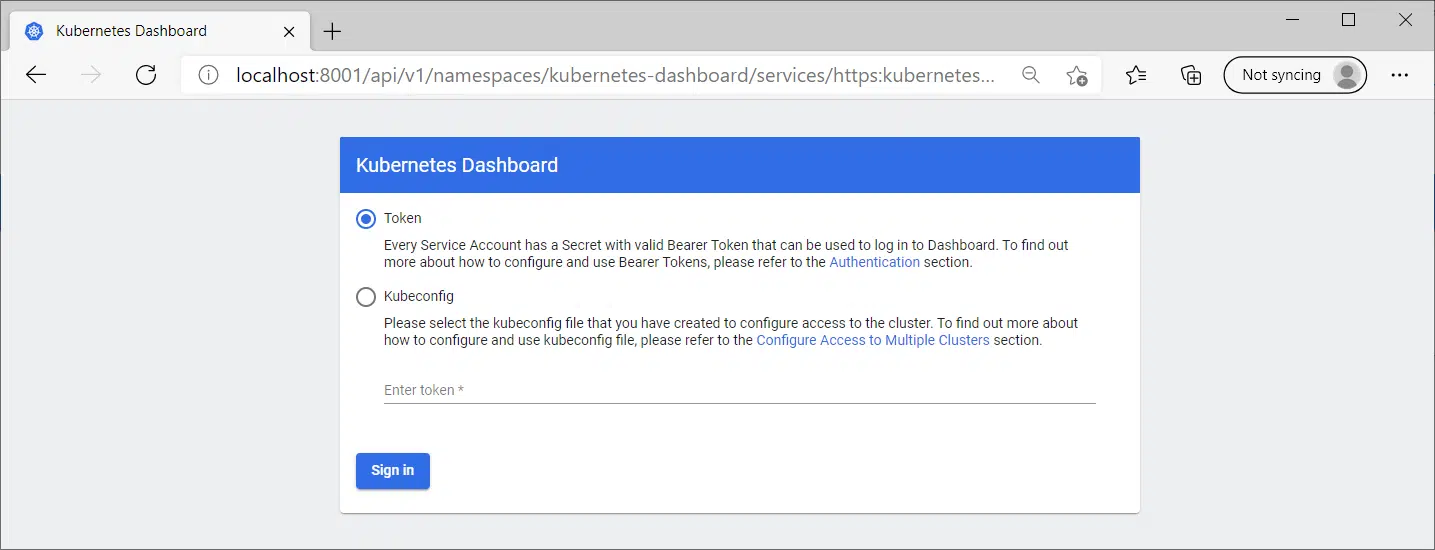 Kubernetes Dashboard
localhost:8001/api/v1/namespaces/kubernetes-dashboard/services/https:kubernetes...
Not syncing
Kubernetes Dashboard
Token
Every Service Account has a Secret with valid Bearer Token that can be used to log in to Dashboard. To find out
more about how to configure and use Bearer Tokens, please refer to the Authentication section.
Kubeconfig
Please select the kubeconfig file that you have created to configure access to the cluster. To find out more about
how to configure and use kubeconfig file, please refer to the Configure Access to Multiple Clusters section.
Enter token *
Sign in